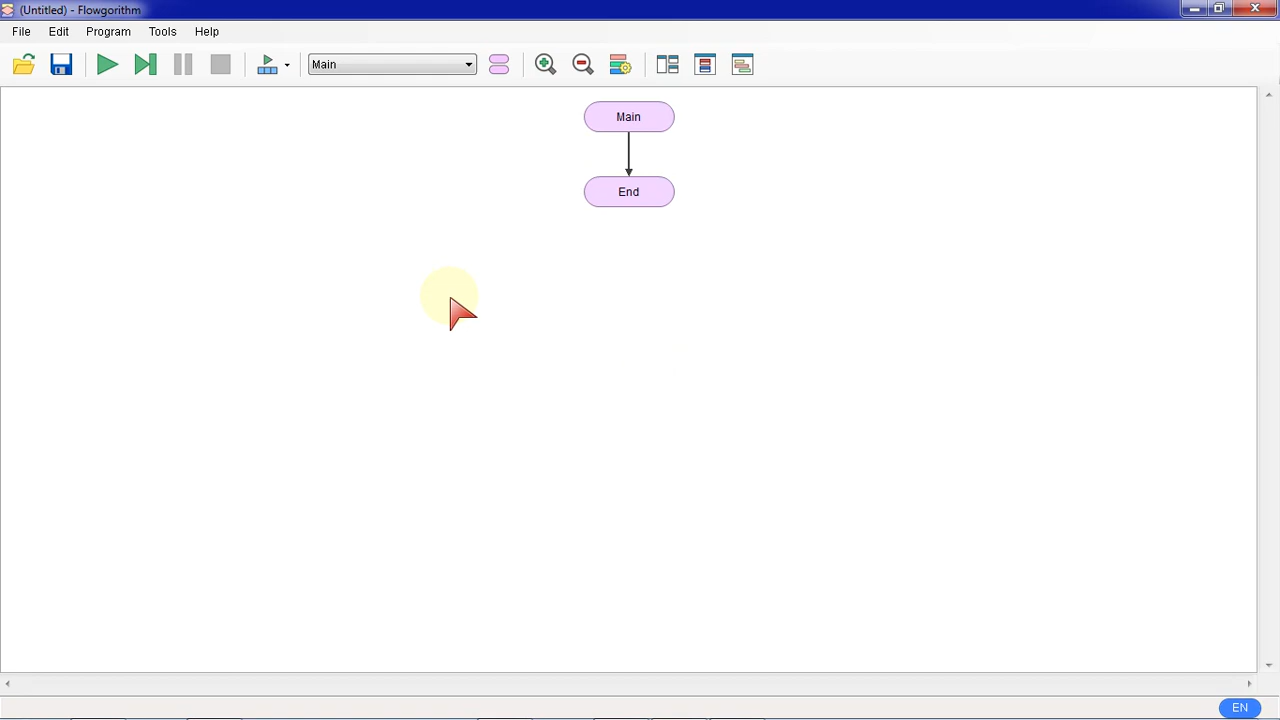 (Untitled) - Flowgorithm
File Edit Program Tools Help
Main
Main
End
EN